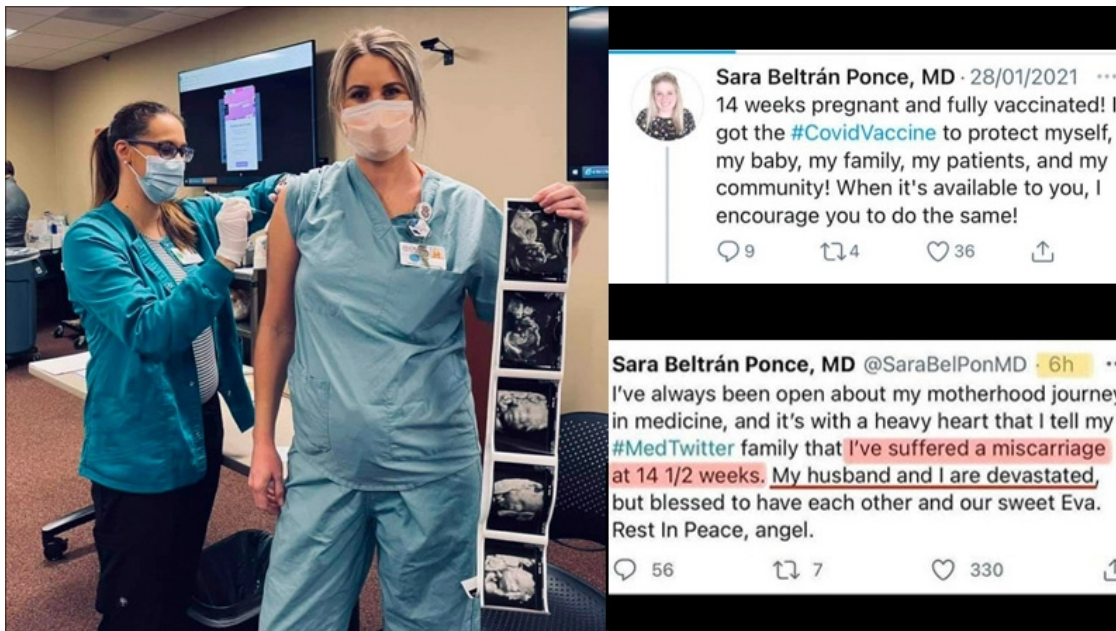 Sara Beltrán Ponce, MD · 28/01/2021 ...
14 weeks pregnant and fully vaccinated! I
got the #CovidVaccine to protect myself,
my baby, my family, my patients, and my
community! When it's available to you, I
encourage you to do the same!
9 4 36
Sara Beltrán Ponce, MD @SaraBelPonMD · 6h ..
I've always been open about my motherhood journey
in medicine, and it's with a heavy heart that I tell my
#MedTwitter family that I've suffered a miscarriage
at 14 1/2 weeks. My husband and I are devastated,
but blessed to have each other and our sweet Eva.
Rest In Peace, angel.
56 7 330